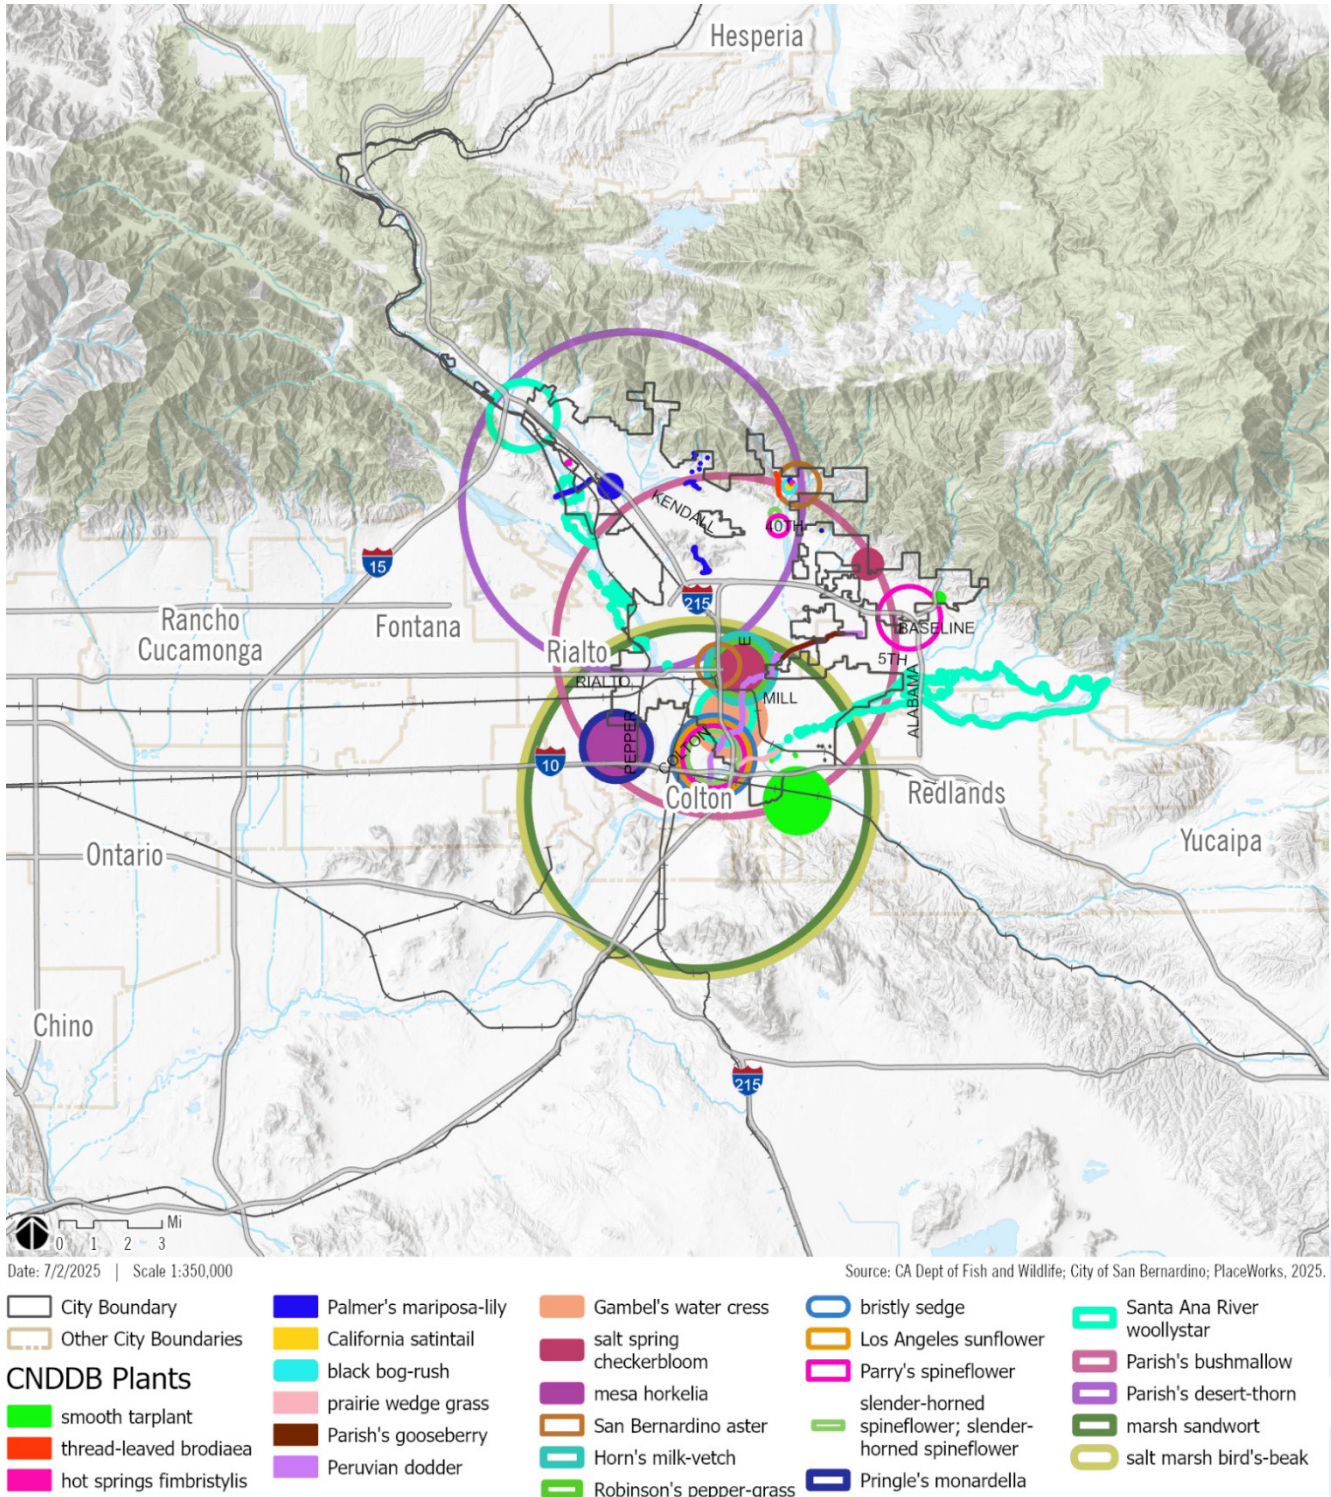 Hesperia
KENDALL
40TH
15
215
Rancho
Cucamonga
Fontana
BASELINE
Rialto
E
5TH
RIALTO
MILL
ALABAMA
PEPPER
COLTON
10
Colton
Redlands
Ontario
Yucaipa
Chino
215
Mi
0 1 2 3
Date: 7/2/2025 | Scale 1:350,000
Source: CA Dept of Fish and Wildlife; City of San Bernardino; PlaceWorks, 2025.
City Boundary
Other City Boundaries
CNDDB Plants
smooth tarplant
thread-leaved brodiaea
hot springs fimbristylis
Palmer's mariposa-lily
California satintail
black bog-rush
prairie wedge grass
Parish's gooseberry
Peruvian dodder
Gambel's water cress
salt spring
checkerbloom
mesa horkelia
San Bernardino aster
Horn's milk-vetch
Robinson's pepper-grass
bristly sedge
Los Angeles sunflower
Parry's spineflower
slender-horned
spineflower; slender-
horned spineflower
Pringle's monardella
Santa Ana River
woollystar
Parish's bushmallow
Parish's desert-thorn
marsh sandwort
salt marsh bird's-beak